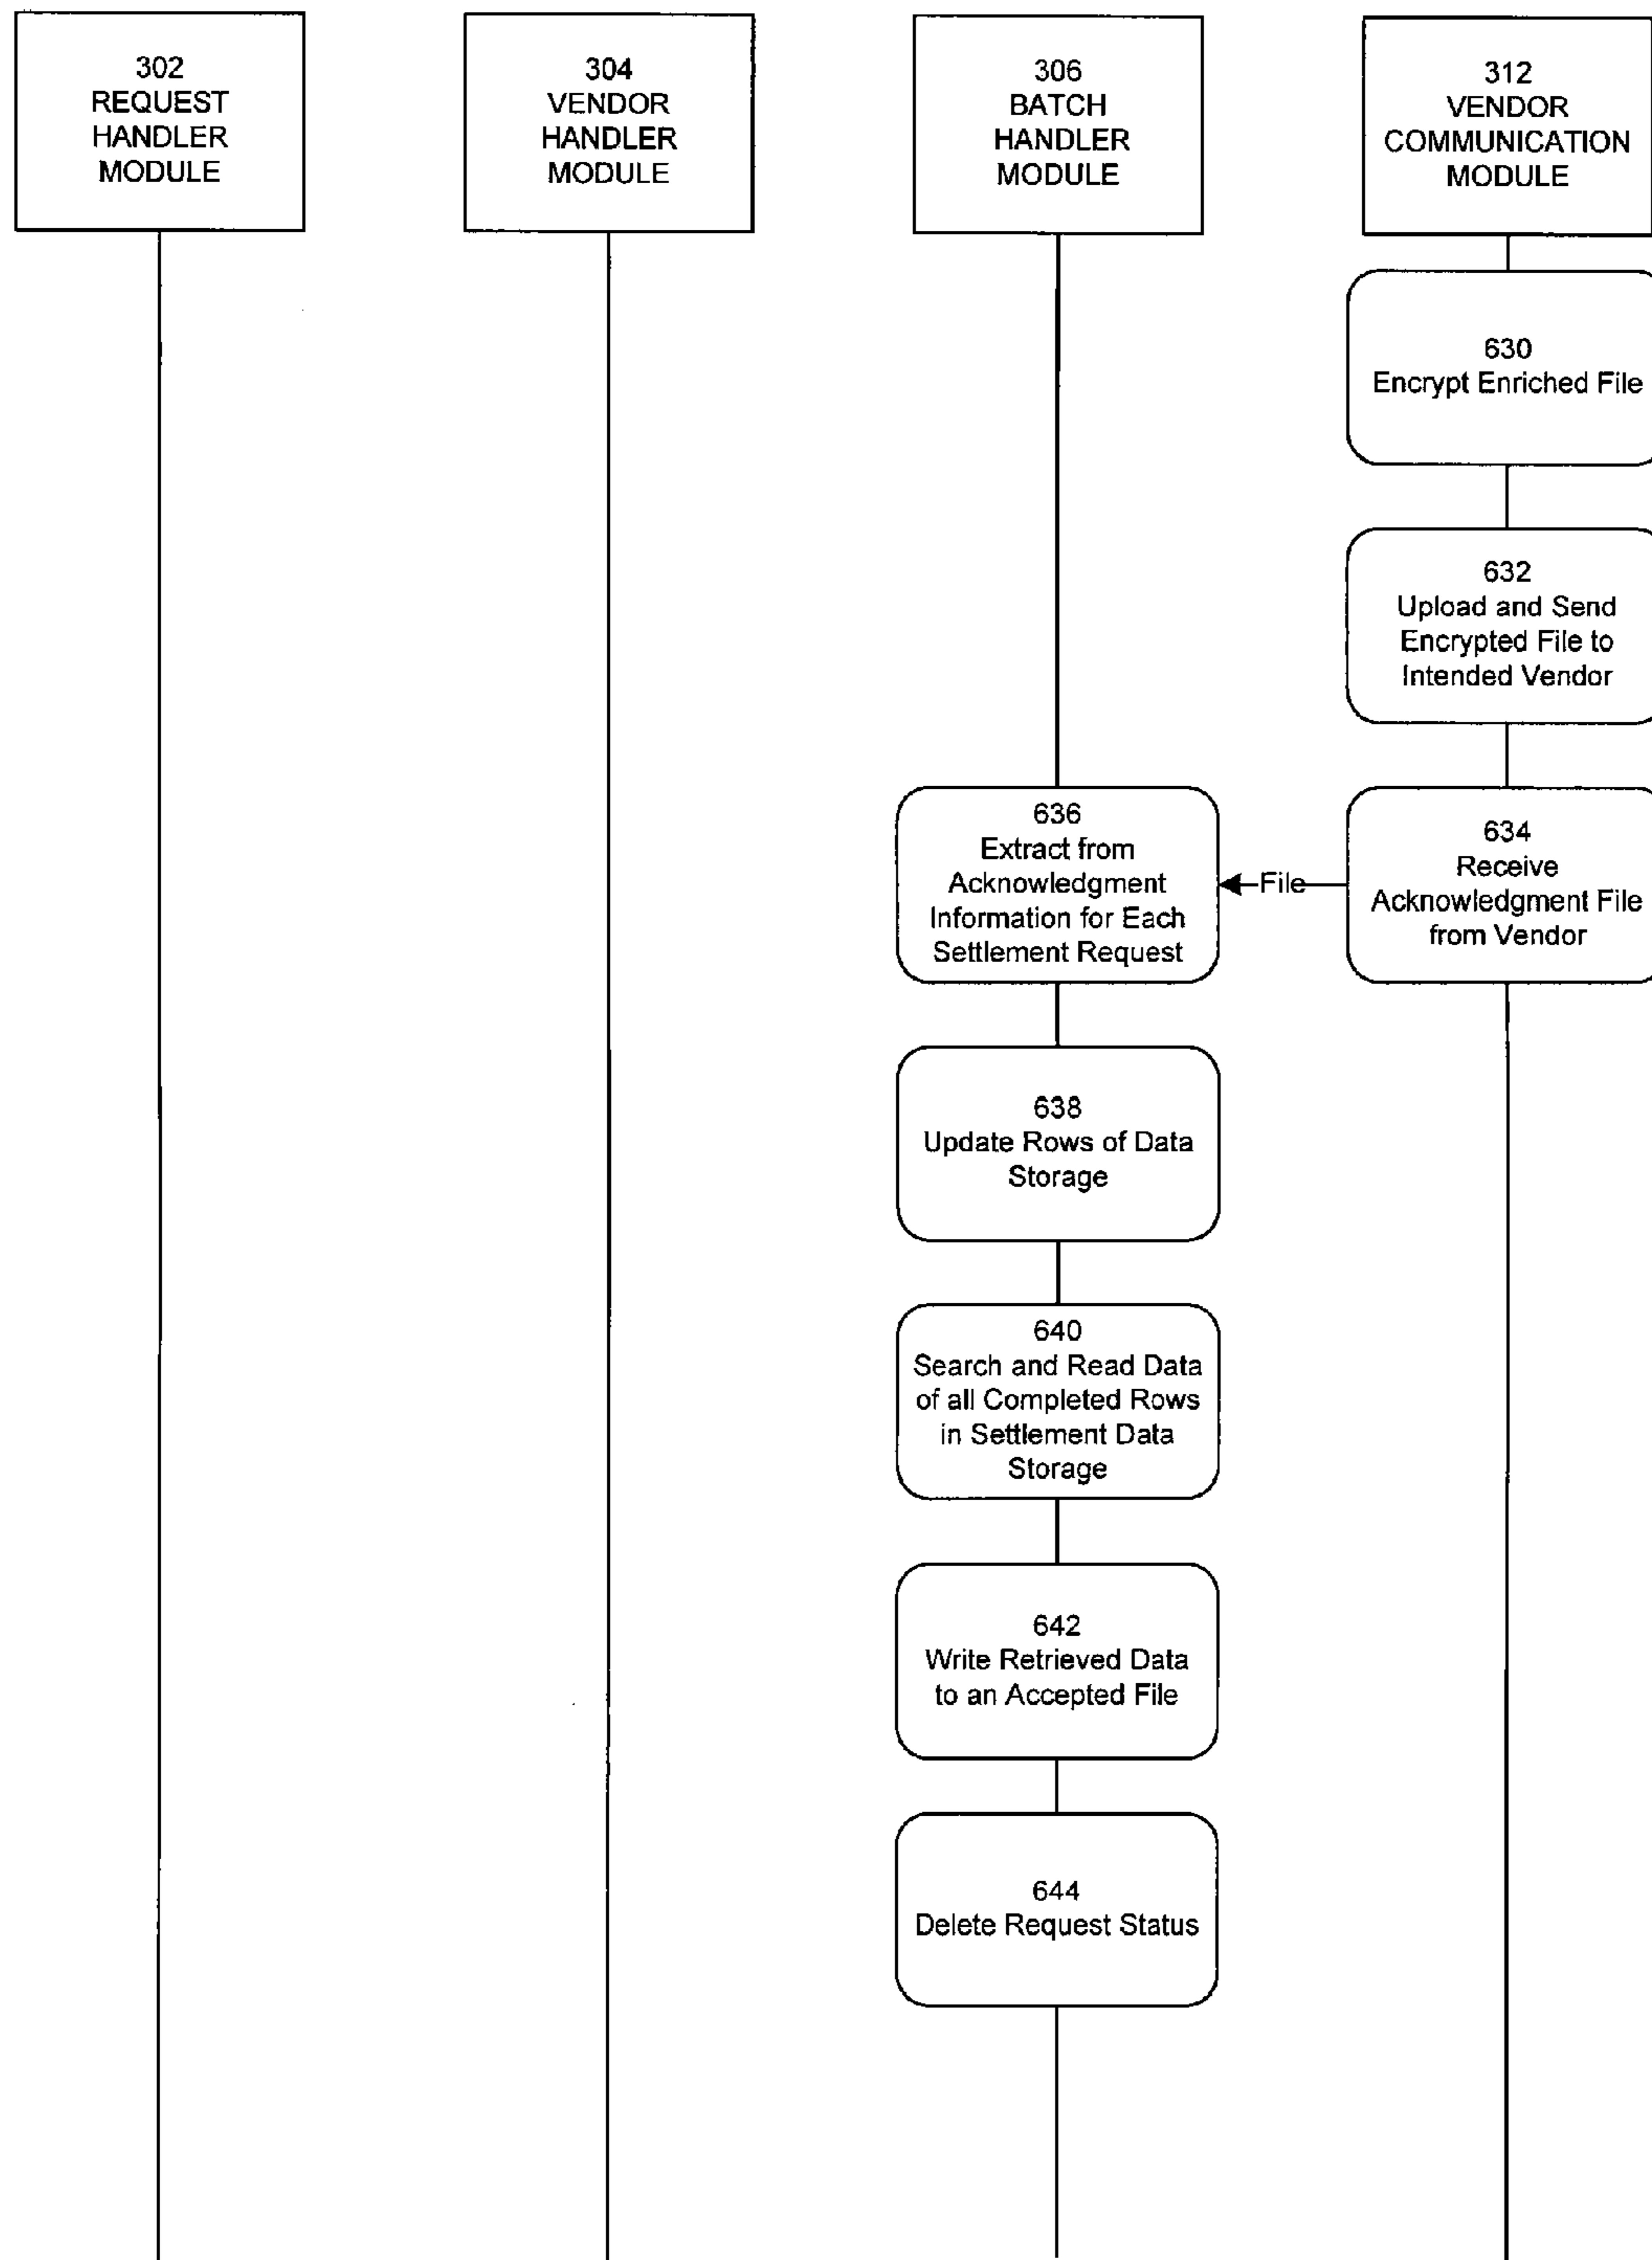 302
REQUEST
HANDLER
MODULE
304
VENDOR
HANDLER
MODULE
306
BATCH
HANDLER
MODULE
312
VENDOR
COMMUNICATION
MODULE
630
Encrypt Enriched File
632
Upload and Send
Encrypted File to
Intended Vendor
636
Extract from
Acknowledgment
Information for Each
Settlement Request
File
634
Receive
Acknowledgment File
from Vendor
638
Update Rows of Data
Storage
640
Search and Read Data
of all Completed Rows
in Settlement Data
Storage
642
Write Retrieved Data
to an Accepted File
644
Delete Request Status